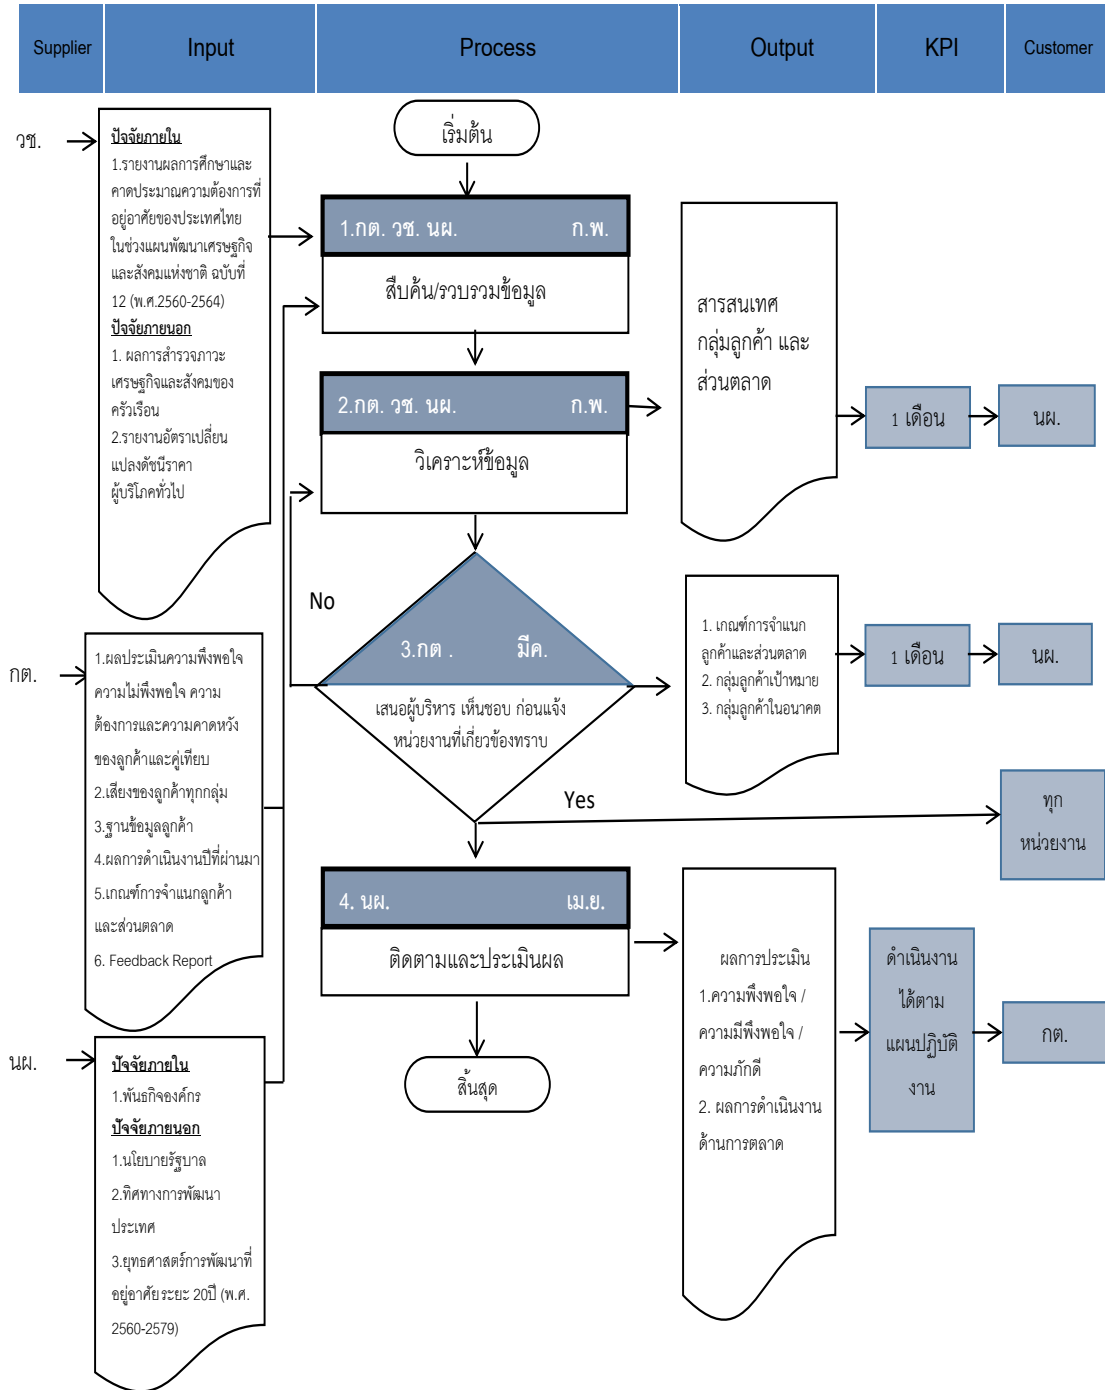 Supplier
Input
Process
Output
KPI
Customer
วช.
ปัจจัยภายใน
1.รายงานผลการศึกษาและ
คาดประมาณความต้องการที่
อยู่อาศัยของประเทศไทย
ในช่วงแผนพัฒนาเศรษฐกิจ
และสังคมแห่งชาติ ฉบับที่
12 (พ.ศ.2560-2564)
ปัจจัยภายนอก
1. ผลการสำรวจภาวะ
เศรษฐกิจและสังคมของ
ครัวเรือน
2.รายงานอัตราเปลี่ยน
แปลงดัชนีราคา
ผู้บริโภคทั่วไป
เริ่มต้น
1.กต. วช. นผ. ก.พ.
สืบค้น/รวบรวมข้อมูล
2.กต. วช. นผ. ก.พ.
วิเคราะห์ข้อมูล
สารสนเทศ
กลุ่มลูกค้า และ
ส่วนตลาด
1 เดือน
นผ.
No
3.กต . มีค.
เสนอผู้บริหาร เห็นชอบ ก่อนแจ้ง
หน่วยงานที่เกี่ยวข้องทราบ
Yes
1. เกณฑ์การจำแนก
ลูกค้าและส่วนตลาด
2. กลุ่มลูกค้าเป้าหมาย
3. กลุ่มลูกค้าในอนาคต
1 เดือน
นผ.
ทุก
หน่วยงาน
กต.
1.ผลประเมินความพึงพอใจ
ความไม่พึงพอใจ ความ
ต้องการและความคาดหวัง
ของลูกค้าและคู่เทียบ
2.เสียงของลูกค้าทุกกลุ่ม
3.ฐานข้อมูลลูกค้า
4.ผลการดำเนินงานปีที่ผ่านมา
5.เกณฑ์การจำแนกลูกค้า
และส่วนตลาด
6. Feedback Report
4. นผ. เม.ย.
ติดตามและประเมินผล
สิ้นสุด
ผลการประเมิน
1.ความพึงพอใจ /
ความมีพึงพอใจ /
ความภักดี
2. ผลการดำเนินงาน
ด้านการตลาด
ดำเนินงาน
ได้ตาม
แผนปฏิบัติ
งาน
กต.
นผ.
ปัจจัยภายใน
1.พันธกิจองค์กร
ปัจจัยภายนอก
1.นโยบายรัฐบาล
2.ทิศทางการพัฒนา
ประเทศ
3.ยุทธศาสตร์การพัฒนาที่
อยู่อาศัยระยะ 20ปี (พ.ศ.
2560-2579)